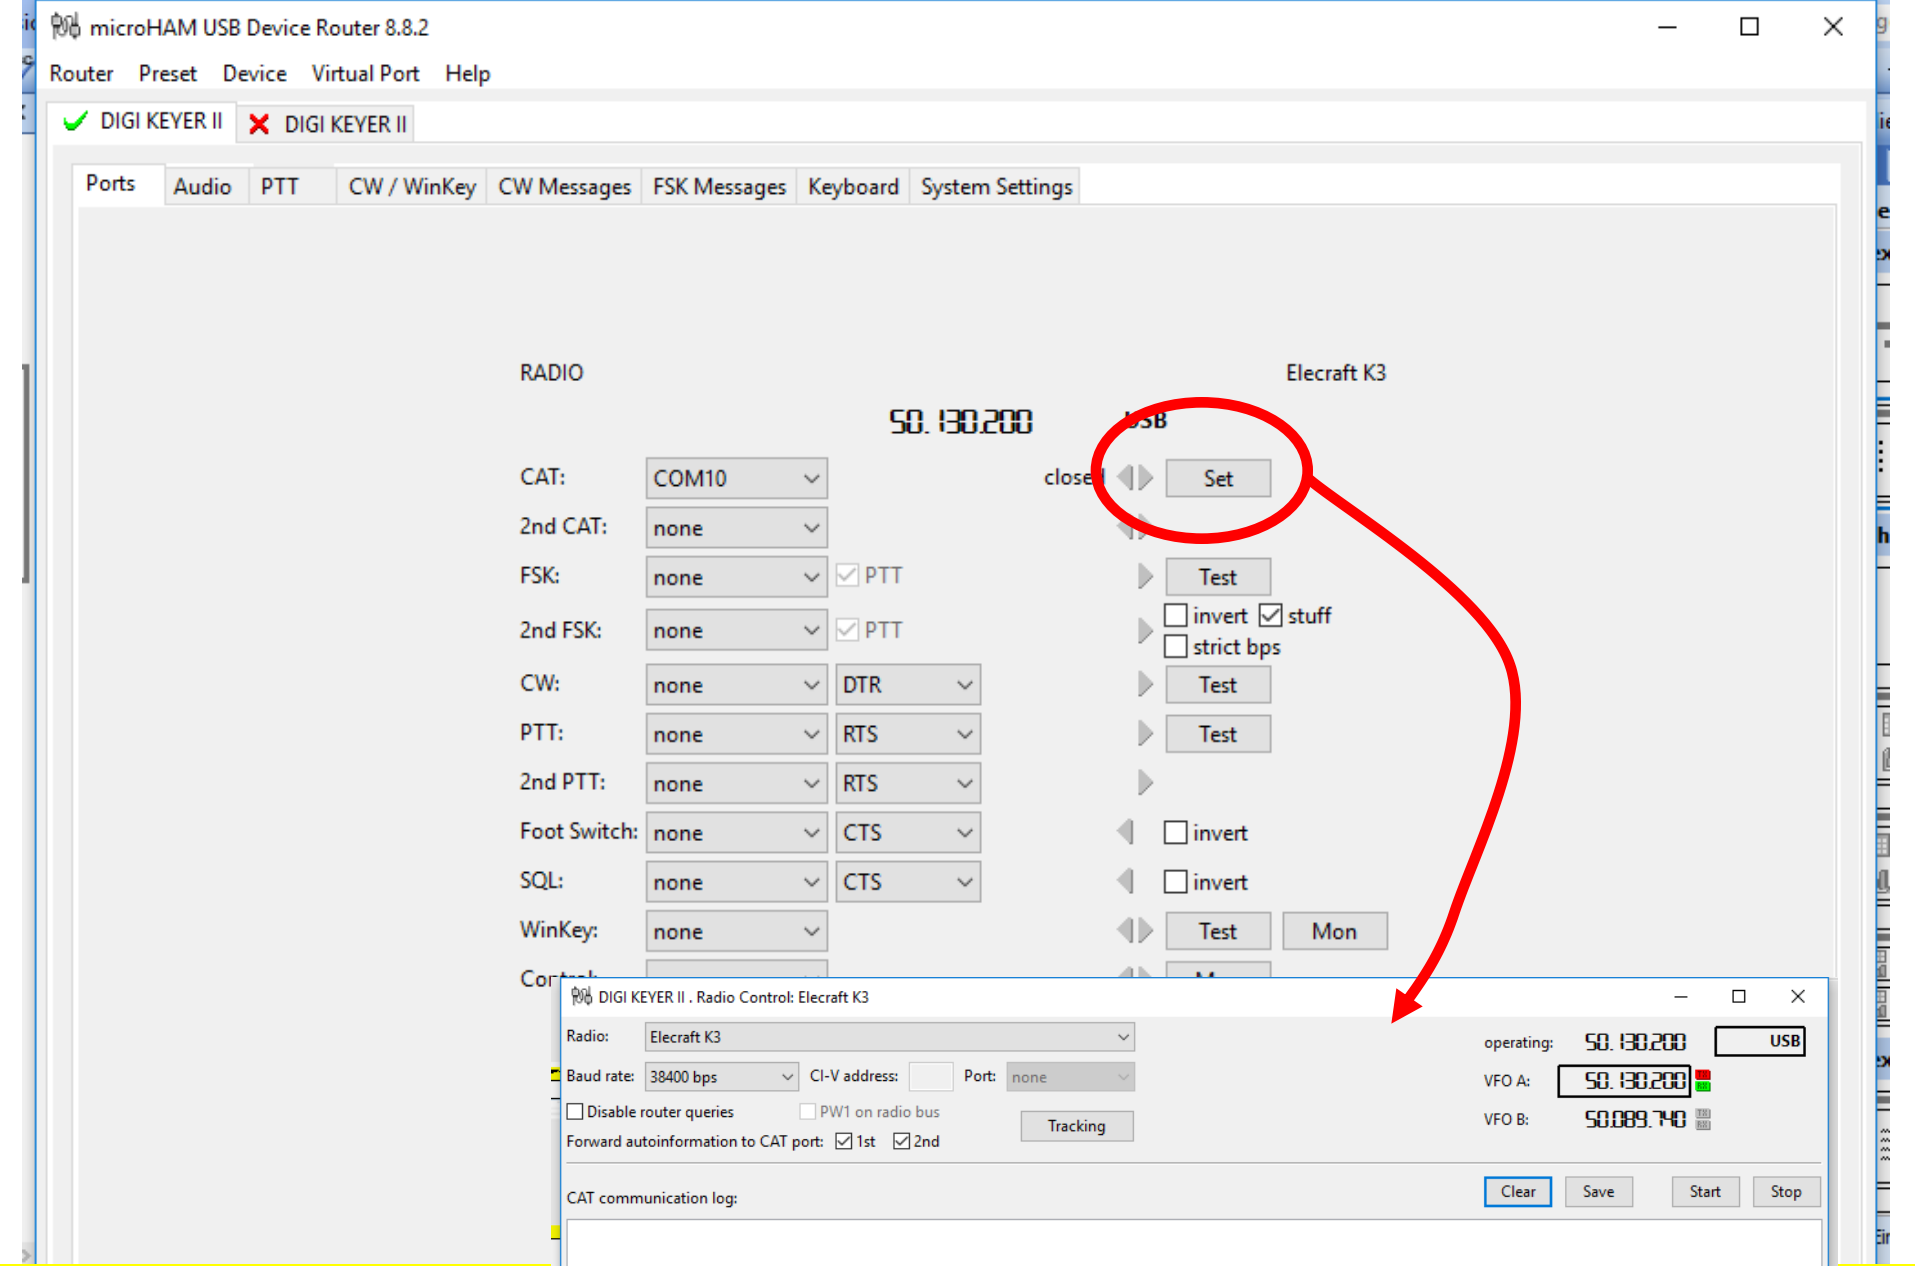 microHAM USB Device Router 8.8.2
Router Preset Device Virtual Port Help
DIGI KEYER II DIGI KEYER II
Ports Audio PTT CW / WinKey CW Messages FSK Messages Keyboard System Settings
RADIO Elecraft K3
50.130.200 USB
CAT: COM10 closed Set
2nd CAT: none
FSK: none PTT Test
invert stuff
2nd FSK: none PTT
strict bps
CW: none DTR Test
PTT: none RTS Test
2nd PTT: none RTS
Foot Switch: none CTS invert
SQL: none CTS invert
WinKey: none Test Mon
DIGI KEYER II . Radio Control: Elecraft K3
Radio: Elecraft K3 operating: 50.130.200 USB
Baud rate: 38400 bps CI-V address: Port: none VFO A: 50.130.200 TX RX
Disable router queries PW1 on radio bus Tracking VFO B: 50.089.740 TX RX
Forward autoinformation to CAT port: 1st 2nd
CAT communication log: Clear Save Start Stop